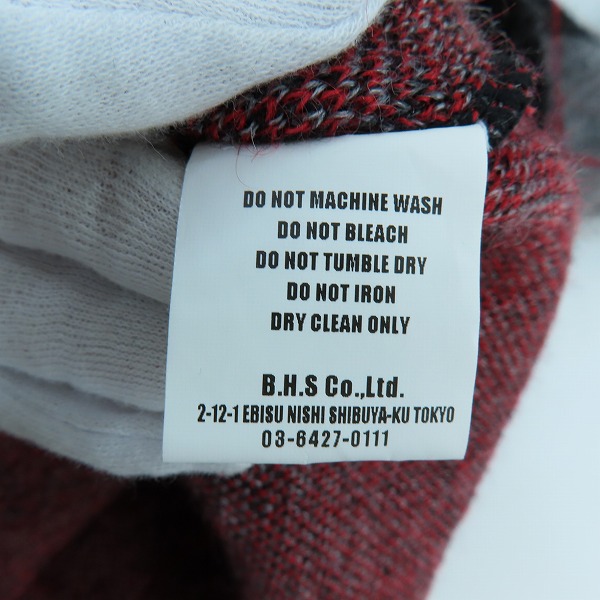 DO NOT MACHINE WASH
DO NOT BLEACH
DO NOT TUMBLE DRY
DO NOT IRON
DRY CLEAN ONLY
B.H.S Co.,Ltd.
2-12-1 EBISU NISHI SHIBUYA-KU TOKYO
03-6427-0111